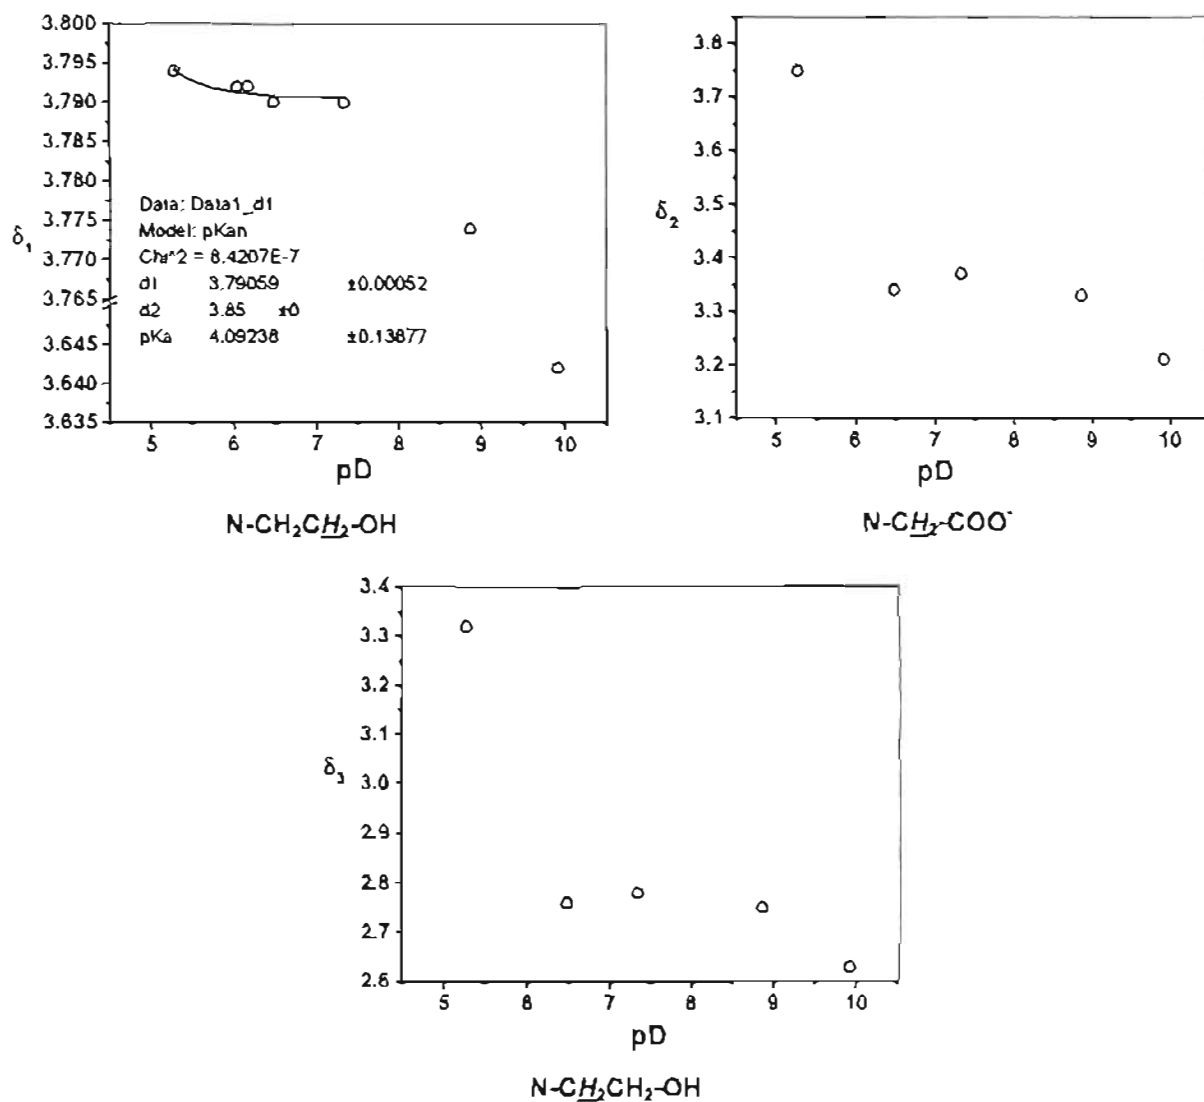 3.800
3.795
3.790
3.785
3.780
3.775
3.770
3.765
3.645
3.640
3.635
δ₁
Data: Data1_d1
Model: pKan
Chi^2 = 8.4207E-7
d1 3.79059 ±0.00052
d2 3.85 ±0
pKa 4.09238 ±0.13877
5 6 7 8 9 10
pD
N-CH₂CH₂-OH
3.8
3.7
3.6
3.5
3.4
3.3
3.2
3.1
δ₂
5 6 7 8 9 10
pD
N-CH₂-COO⁻
3.4
3.3
3.2
3.1
3.0
2.9
2.8
2.7
2.6
δ₃
5 6 7 8 9 10
pD
N-CH₂CH₂-OH